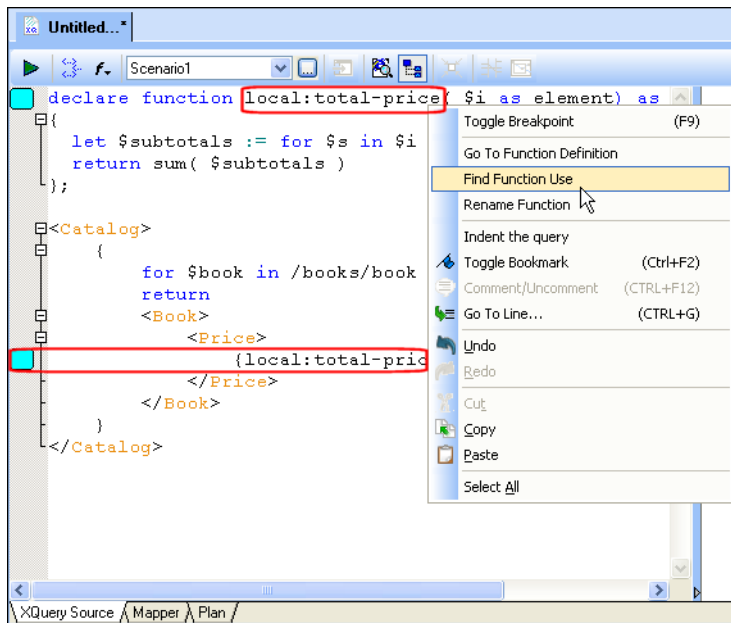 Untitled...*
Scenario1
declare function local:total-price( $i as element) as
{
let $subtotals := for $s in $i
return sum( $subtotals )
};
<Catalog>
{
for $book in /books/book
return
<Book>
<Price>
{local:total-pric
</Price>
</Book>
}
</Catalog>
Toggle Breakpoint (F9)
Go To Function Definition
Find Function Use
Rename Function
Indent the query
Toggle Bookmark (Ctrl+F2)
Comment/Uncomment (CTRL+F12)
Go To Line... (CTRL+G)
Undo
Redo
Cut
Copy
Paste
Select All
XQuery Source Mapper Plan